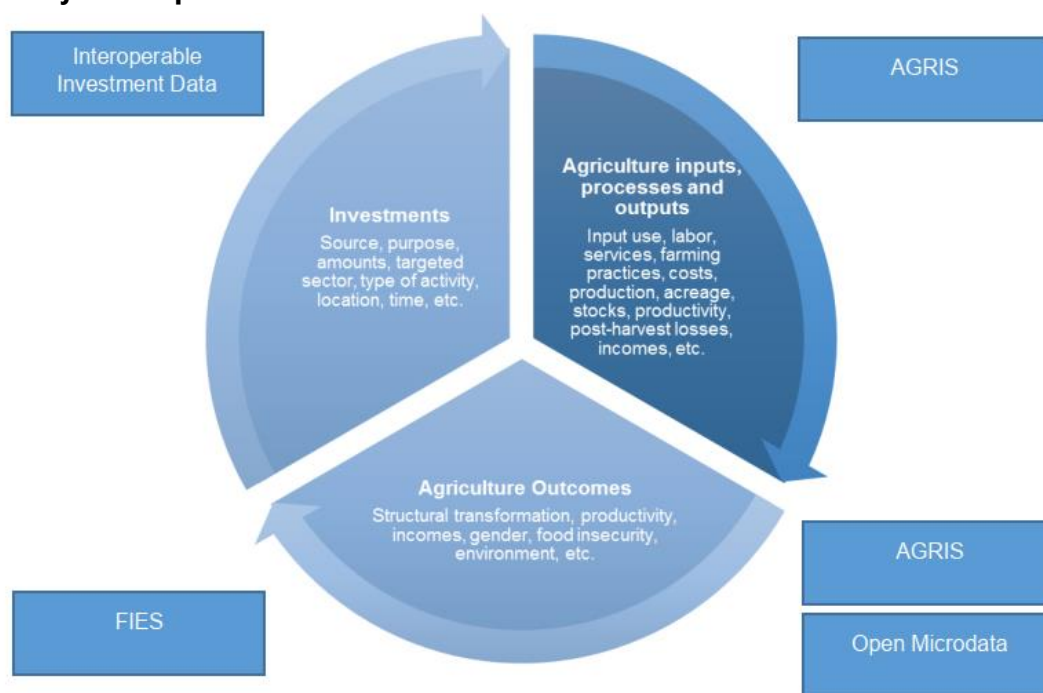 Interoperable
Investment Data
AGRIS
Investments
Source, purpose,
amounts, targeted
sector, type of activity,
location, time, etc.
Agriculture inputs,
processes and
outputs
Input use, labor,
services, farming
practices, costs,
production, acreage,
stocks, productivity,
post-harvest losses,
incomes, etc.
Agriculture Outcomes
Structural transformation, productivity,
incomes, gender, food insecurity,
environment, etc.
FIES
AGRIS
Open Microdata